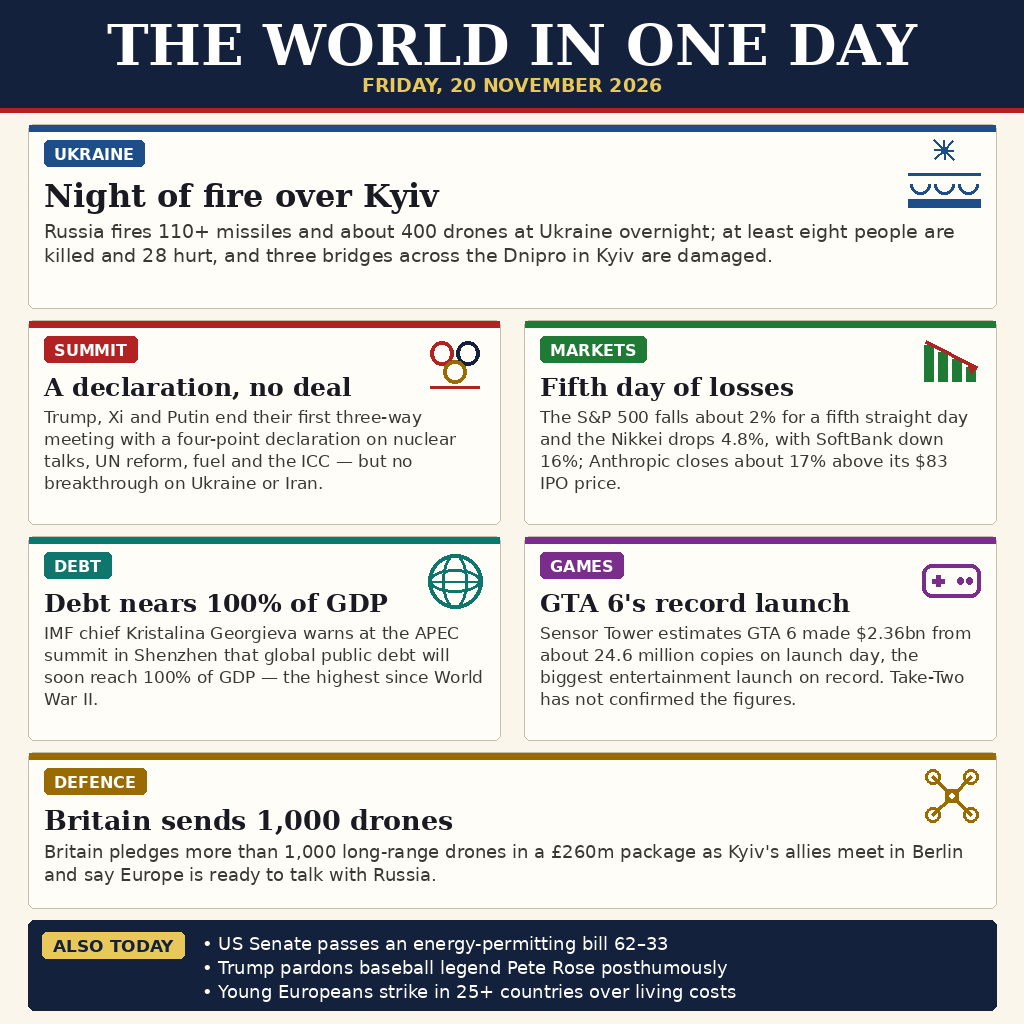 THE WORLD IN ONE DAY
FRIDAY, 20 NOVEMBER 2026
UKRAINE
Night of fire over Kyiv
Russia fires 110+ missiles and about 400 drones at Ukraine overnight; at least eight people are
killed and 28 hurt, and three bridges across the Dnipro in Kyiv are damaged.
SUMMIT
A declaration, no deal
Trump, Xi and Putin end their first three-way
meeting with a four-point declaration on nuclear
talks, UN reform, fuel and the ICC — but no
breakthrough on Ukraine or Iran.
MARKETS
Fifth day of losses
The S&P 500 falls about 2% for a fifth straight day
and the Nikkei drops 4.8%, with SoftBank down
16%; Anthropic closes about 17% above its $83
IPO price.
DEBT
Debt nears 100% of GDP
IMF chief Kristalina Georgieva warns at the APEC
summit in Shenzhen that global public debt will
soon reach 100% of GDP — the highest since World
War II.
GAMES
GTA 6's record launch
Sensor Tower estimates GTA 6 made $2.36bn from
about 24.6 million copies on launch day, the
biggest entertainment launch on record. Take-Two
has not confirmed the figures.
DEFENCE
Britain sends 1,000 drones
Britain pledges more than 1,000 long-range drones in a £260m package as Kyiv's allies meet in Berlin
and say Europe is ready to talk with Russia.
ALSO TODAY
• US Senate passes an energy-permitting bill 62–33
• Trump pardons baseball legend Pete Rose posthumously
• Young Europeans strike in 25+ countries over living costs